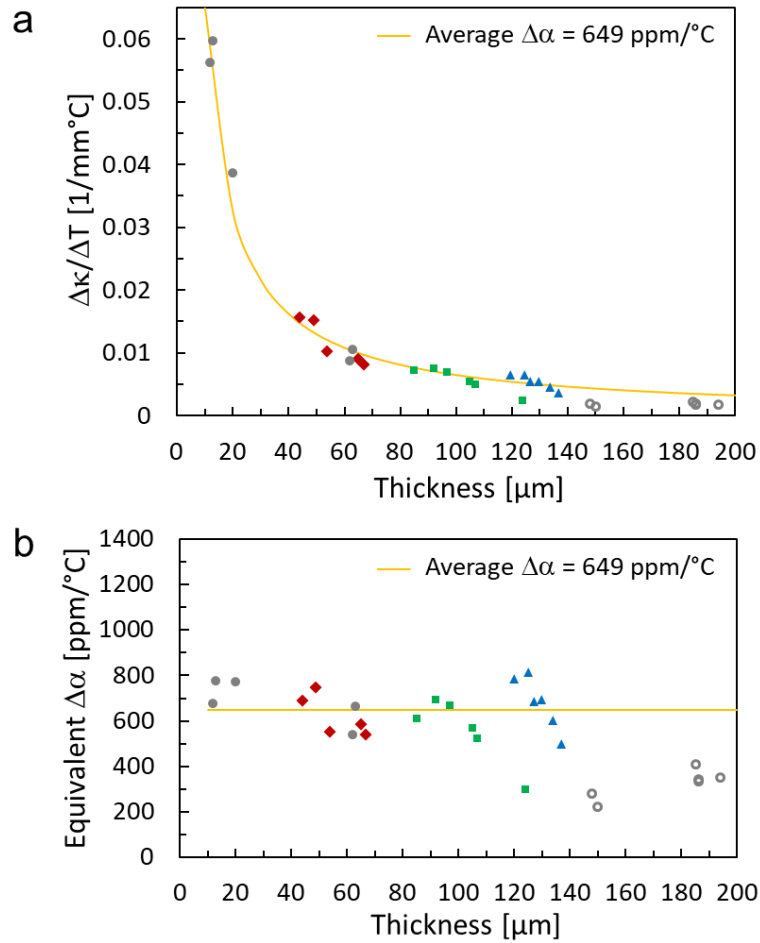 a
Average Δα = 649 ppm/°C
0.06
0.05
0.04
0.03
0.02
0.01
0
Δκ/ΔT [1/mm°C]
0 20 40 60 80 100 120 140 160 180 200
Thickness [µm]
b
Average Δα = 649 ppm/°C
1400
1200
1000
800
600
400
200
0
Equivalent Δα [ppm/°C]
0 20 40 60 80 100 120 140 160 180 200
Thickness [µm]